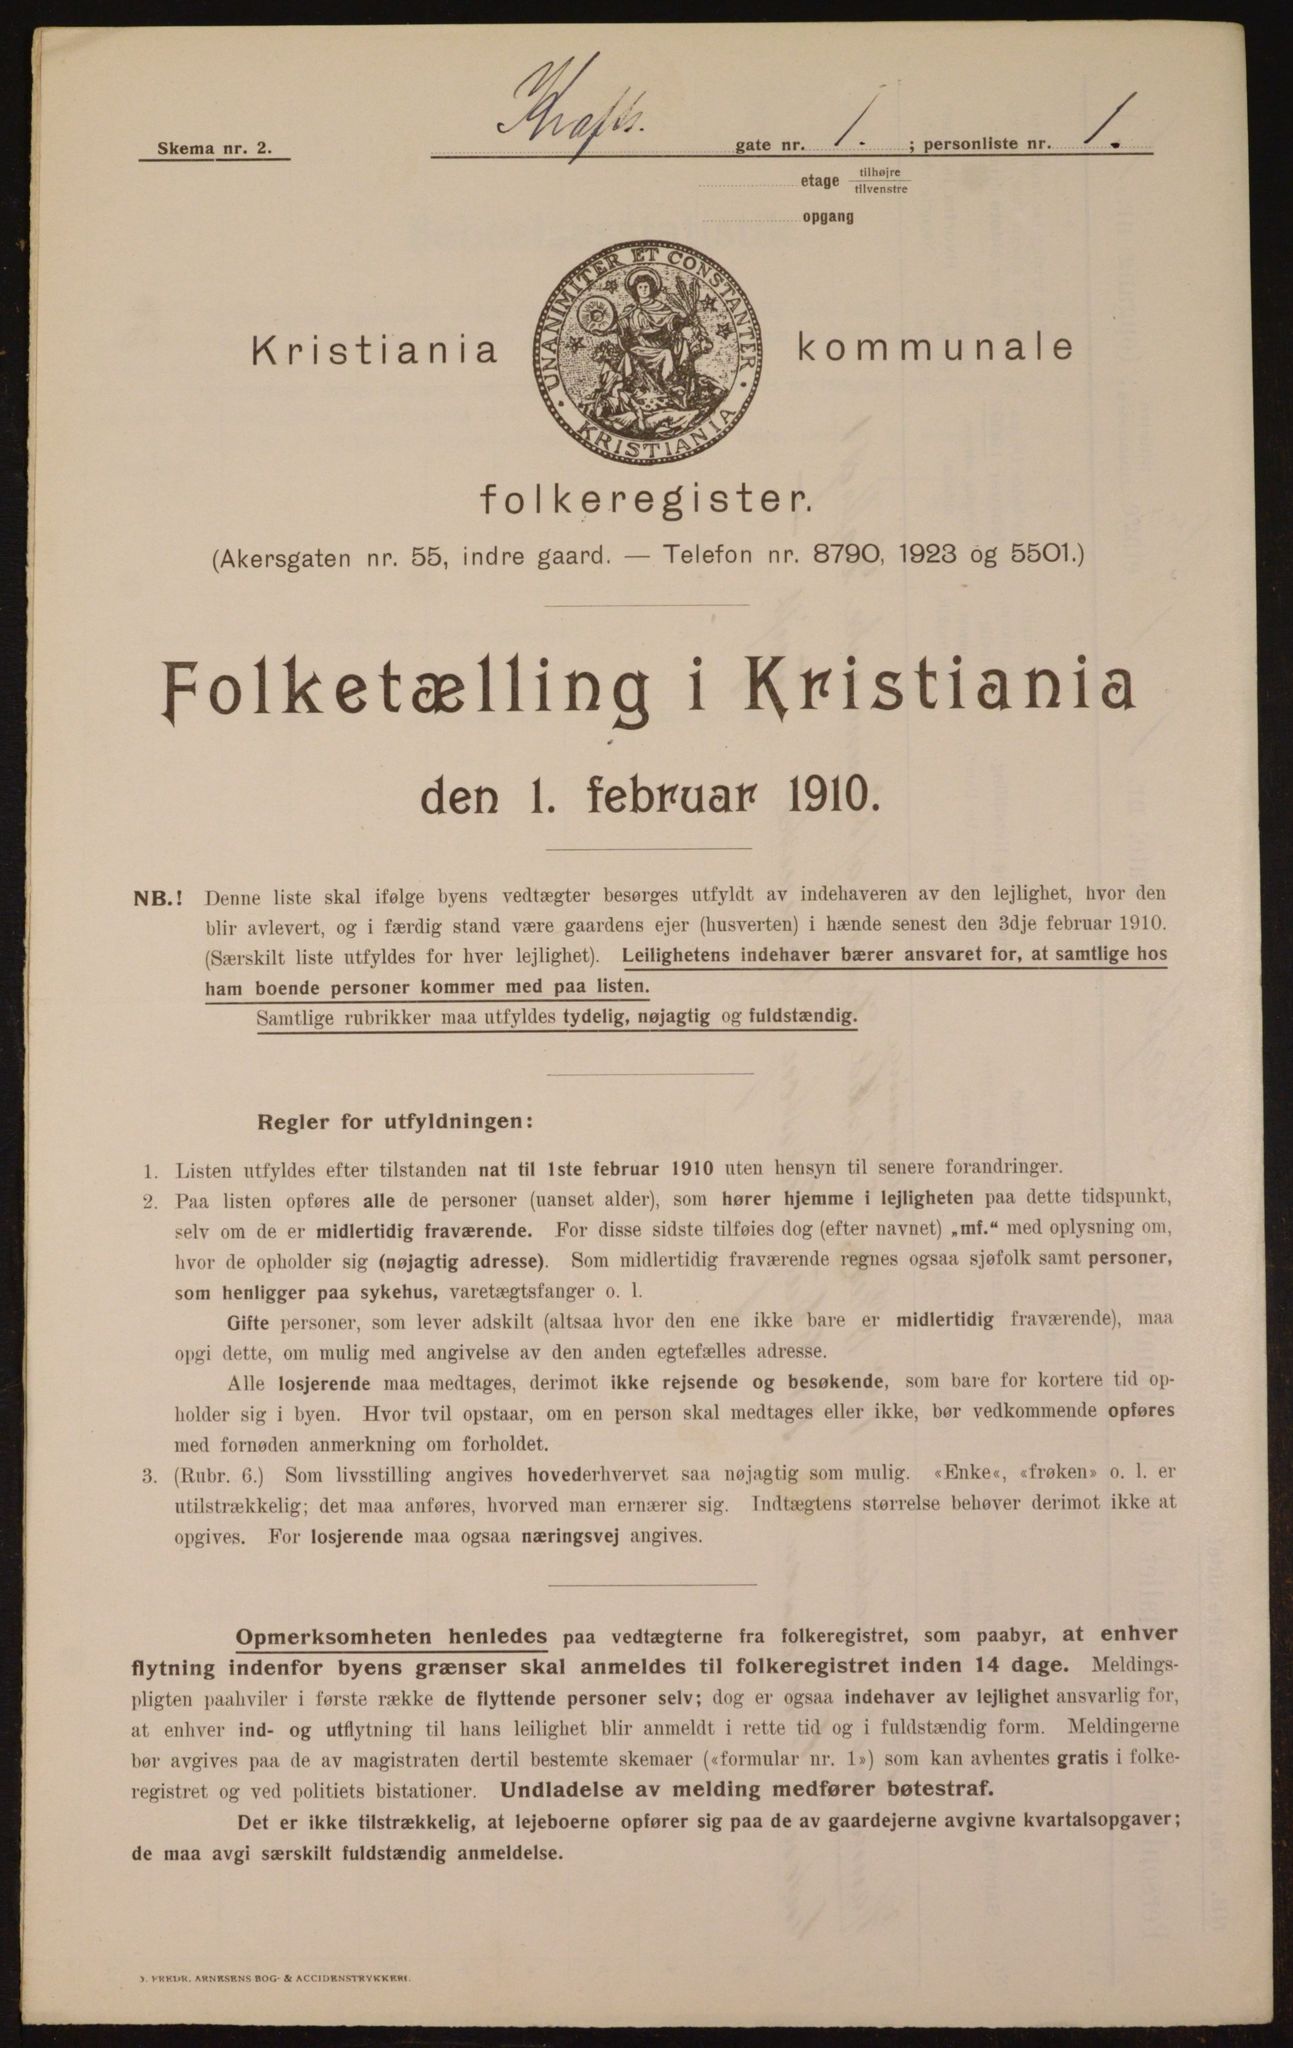 Skema nr. 2.
Krafts. gate nr. 1. ; personliste nr. 1.
etage tilhøjre
tilvenstre
opgang
UNANIMITER ET CONSTANTER
KRISTIANIA
Kristiania kommunale
folkeregister.
(Akersgaten nr. 55, indre gaard. — Telefon nr. 8790, 1923 og 5501.)
Folketælling i Kristiania
den 1. februar 1910.
NB.! Denne liste skal ifølge byens vedtægter besørges utfyldt av indehaveren av den lejlighet, hvor den
blir avlevert, og i færdig stand være gaardens ejer (husverten) i hænde senest den 3dje februar 1910.
(Særskilt liste utfyldes for hver lejlighet). Leilighetens indehaver bærer ansvaret for, at samtlige hos
ham boende personer kommer med paa listen.
Samtlige rubrikker maa utfyldes tydelig, nøjagtig og fuldstændig.
Regler for utfyldningen:
1. Listen utfyldes efter tilstanden nat til 1ste februar 1910 uten hensyn til senere forandringer.
2. Paa listen opføres alle de personer (uanset alder), som hører hjemme i lejligheten paa dette tidspunkt,
selv om de er midlertidig fraværende. For disse sidste tilføies dog (efter navnet) „mf.“ med oplysning om,
hvor de opholder sig (nøjagtig adresse). Som midlertidig fraværende regnes ogsaa sjøfolk samt personer,
som henligger paa sykehus, varetægtsfanger o. l.
Gifte personer, som lever adskilt (altsaa hvor den ene ikke bare er midlertidig fraværende), maa
opgi dette, om mulig med angivelse av den anden egtefælles adresse.
Alle losjerende maa medtages, derimot ikke rejsende og besøkende, som bare for kortere tid op-
holder sig i byen. Hvor tvil opstaar, om en person skal medtages eller ikke, bør vedkommende opføres
med fornøden anmerkning om forholdet.
3. (Rubr. 6.) Som livsstilling angives hovederhvervet saa nøjagtig som mulig. «Enke«, «frøken» o. l. er
utilstrækkelig; det maa anføres, hvorved man ernærer sig. Indtægtens størrelse behøver derimot ikke at
opgives. For losjerende maa ogsaa næringsvej angives.
Opmerksomheten henledes paa vedtægterne fra folkeregistret, som paabyr, at enhver
flytning indenfor byens grænser skal anmeldes til folkeregistret inden 14 dage. Meldings-
pligten paahviler i første række de flyttende personer selv; dog er ogsaa indehaver av lejlighet ansvarlig for,
at enhver ind- og utflytning til hans leilighet blir anmeldt i rette tid og i fuldstændig form. Meldingerne
bør avgives paa de av magistraten dertil bestemte skemaer («formular nr. 1») som kan avhentes gratis i folke-
registret og ved politiets bistationer. Undladelse av melding medfører bøtestraf.
Det er ikke tilstrækkelig, at lejeboerne opfører sig paa de av gaardejerne avgivne kvartalsopgaver;
de maa avgi særskilt fuldstændig anmeldelse.
J. FREDR. ARNESENS BOG- & ACCIDENSTRYKKERI.